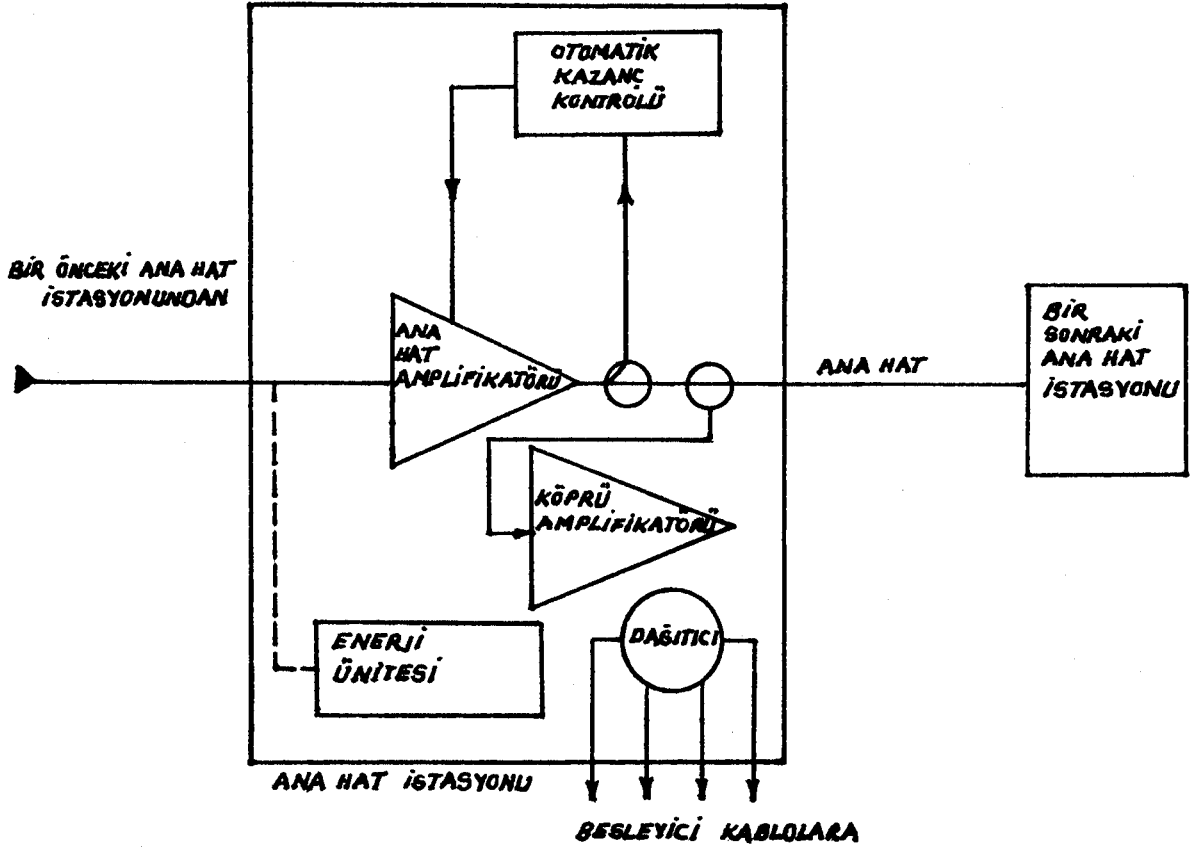 OTOMATİK
KAZANÇ
KONTROLÜ
BİR ÖNCEKİ ANA HAT
İSTASYONUNDAN
ANA
HAT
AMPLİFİKATÖRÜ
ANA HAT
BİR
SONRAKİ
ANA HAT
İSTASYONU
KÖPRÜ
AMPLİFİKATÖRÜ
ENERJİ
ÜNİTESİ
DAĞITICI
ANA HAT İSTASYONU
BESLEYİCİ KABLOLARA